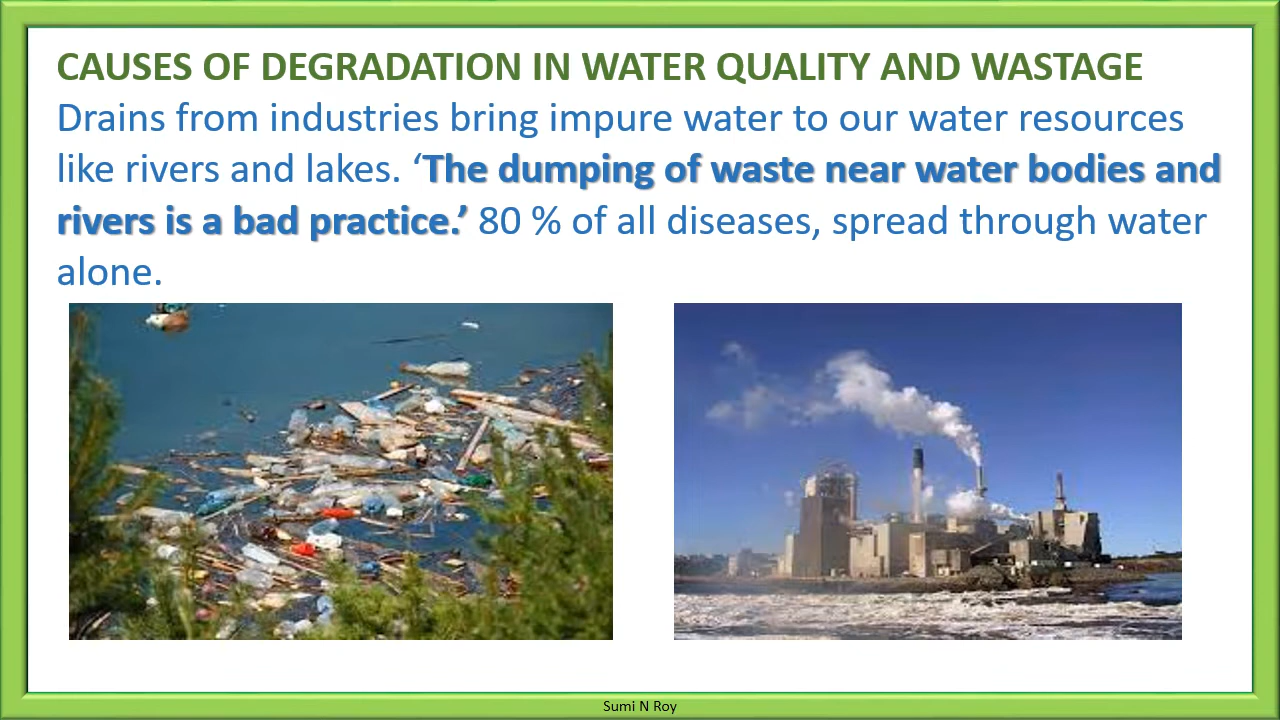 CAUSES OF DEGRADATION IN WATER QUALITY AND WASTAGE
Drains from industries bring impure water to our water resources
like rivers and lakes. ‘The dumping of waste near water bodies and
rivers is a bad practice.’ 80 % of all diseases, spread through water
alone.
Sumi N Roy